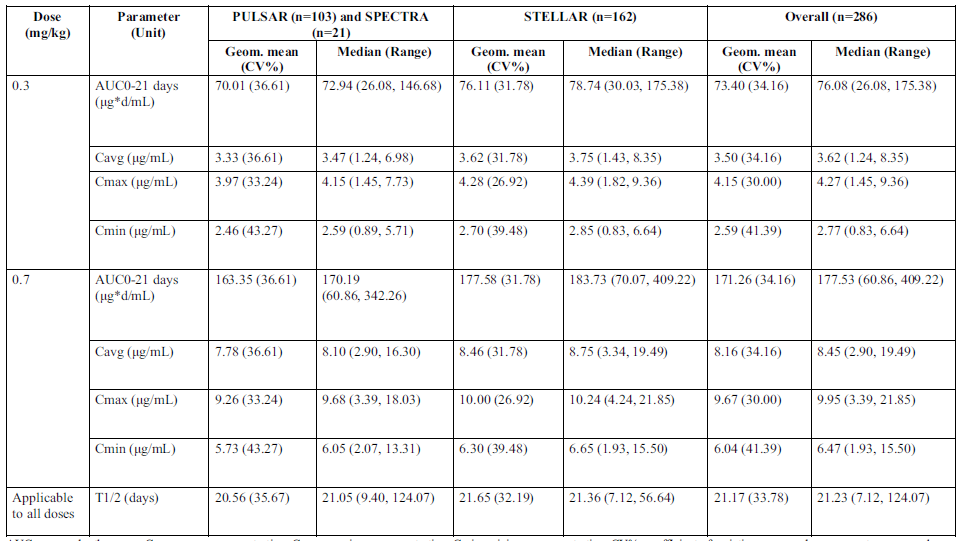 Dose (mg/kg) Parameter (Unit) PULSAR (n=103) and SPECTRA (n=21) STELLAR (n=162) Overall (n=286)
Geom. mean (CV%) Median (Range) Geom. mean (CV%) Median (Range) Geom. mean (CV%) Median (Range)
0.3 AUC0-21 days (μg*d/mL) 70.01 (36.61) 72.94 (26.08, 146.68) 76.11 (31.78) 78.74 (30.03, 175.38) 73.40 (34.16) 76.08 (26.08, 175.38)
Cavg (μg/mL) 3.33 (36.61) 3.47 (1.24, 6.98) 3.62 (31.78) 3.75 (1.43, 8.35) 3.50 (34.16) 3.62 (1.24, 8.35)
Cmax (μg/mL) 3.97 (33.24) 4.15 (1.45, 7.73) 4.28 (26.92) 4.39 (1.82, 9.36) 4.15 (30.00) 4.27 (1.45, 9.36)
Cmin (μg/mL) 2.46 (43.27) 2.59 (0.89, 5.71) 2.70 (39.48) 2.85 (0.83, 6.64) 2.59 (41.39) 2.77 (0.83, 6.64)
0.7 AUC0-21 days (μg*d/mL) 163.35 (36.61) 170.19 (60.86, 342.26) 177.58 (31.78) 183.73 (70.07, 409.22) 171.26 (34.16) 177.53 (60.86, 409.22)
Cavg (μg/mL) 7.78 (36.61) 8.10 (2.90, 16.30) 8.46 (31.78) 8.75 (3.34, 19.49) 8.16 (34.16) 8.45 (2.90, 19.49)
Cmax (μg/mL) 9.26 (33.24) 9.68 (3.39, 18.03) 10.00 (26.92) 10.24 (4.24, 21.85) 9.67 (30.00) 9.95 (3.39, 21.85)
Cmin (μg/mL) 5.73 (43.27) 6.05 (2.07, 13.31) 6.30 (39.48) 6.65 (1.93, 15.50) 6.04 (41.39) 6.47 (1.93, 15.50)
Applicable to all doses T1/2 (days) 20.56 (35.67) 21.05 (9.40, 124.07) 21.65 (32.19) 21.36 (7.12, 56.64) 21.17 (33.78) 21.23 (7.12, 124.07)